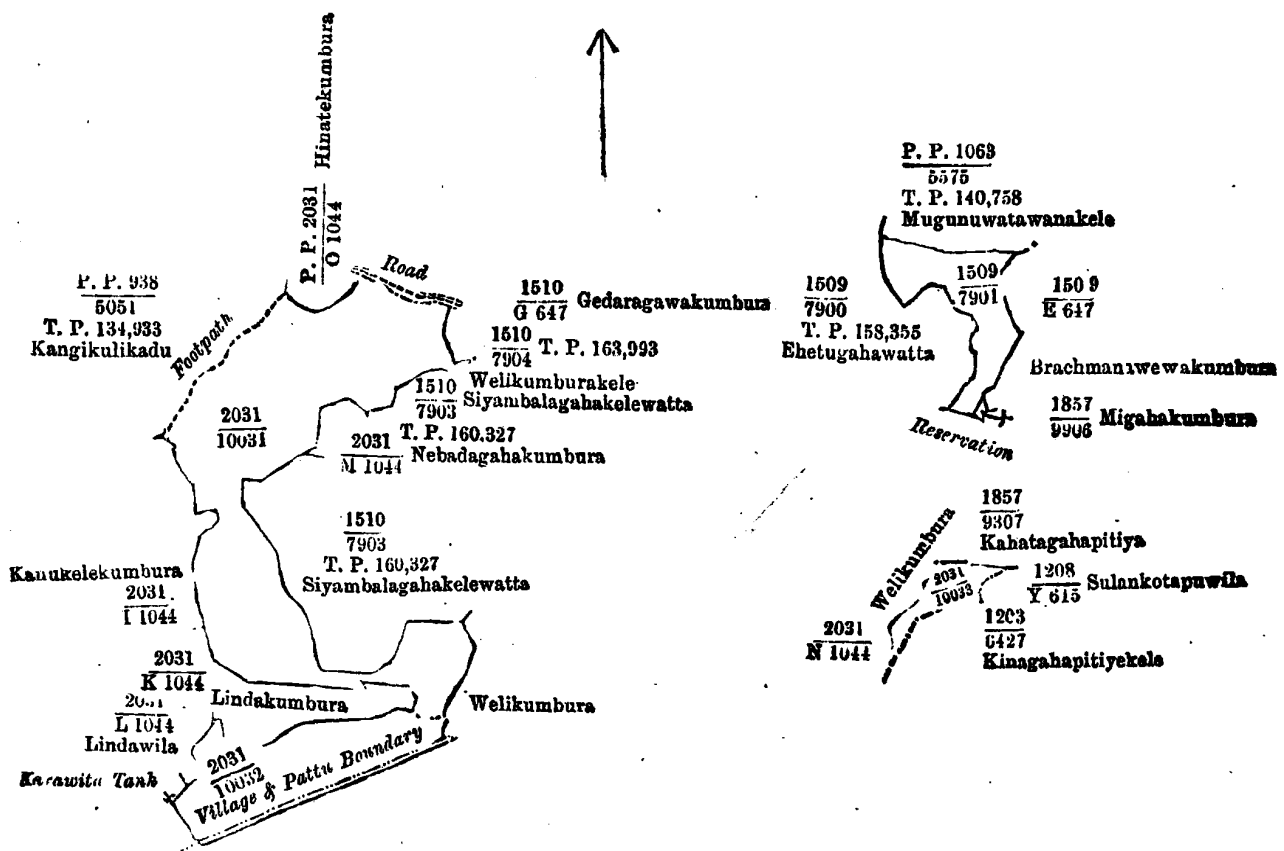 P. P. 2031
O 1044
Hinatekumbura
P. P. 938
5051
T. P. 134,933
Kangikulikadu
Footpath
Road
1510
G 647 Gedaragawakumbura
1510
7904 T. P. 163,993
Welikumburakele
1510
7903 Siyambalagahakelewatta
T. P. 160.327
2031
10031
2031
M 1044 Nebadagahakumbura
1510
7903
T. P. 160,327
Siyambalagahakelewatta
Kanukelekumbura
2031
I 1044
2031
K 1044
Lindakumbura
L 1044
Lindawila
Welikumbura
Karawita Tank
2031
10032
Village & Pattu Boundary
P. P. 1063
5575
T. P. 140,758
Mugunuwatawanakele
1509
7900
T. P. 158,355
Ehetugahawatta
1509
7901
1509
E 647
Brachmaniwewakumbura
1857
9906 Migahakumbura
Reservation
1857
9307
Kahatagahapitiya
Welikumbura
2031
10033
1208
Y 615 Sulankotapuwila
2031
N 1044
1203
6427
Kinagahapitiyekele